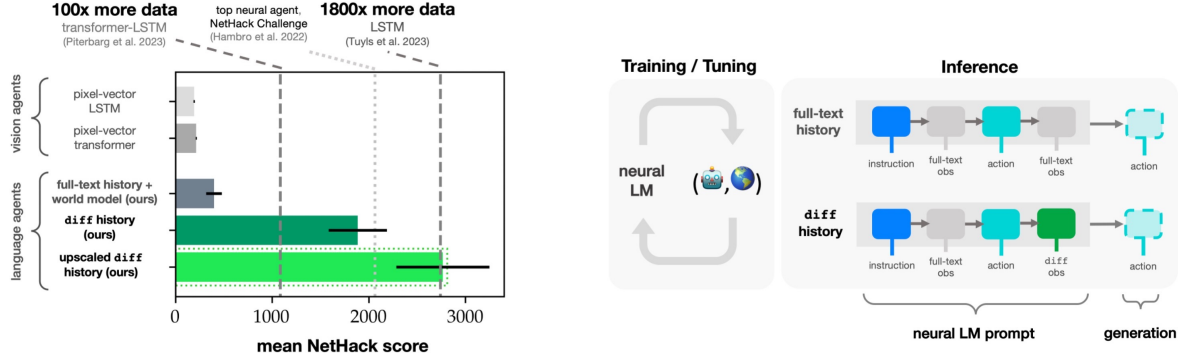 100x more data
transformer-LSTM
(Piterbarg et al. 2023)
top neural agent,
NetHack Challenge
(Hambro et al. 2022)
1800x more data
LSTM
(Tuyls et al. 2023)
vision agents
pixel-vector
LSTM
pixel-vector
transformer
language agents
full-text history +
world model (ours)
diff history
(ours)
upscaled diff
history (ours)
0 1000 2000 3000
mean NetHack score
Training / Tuning
neural
LM
( , )
Inference
full-text
history
instruction
full-text
obs
action
full-text
obs
action
diff
history
instruction
full-text
obs
action
diff
obs
action
neural LM prompt
generation